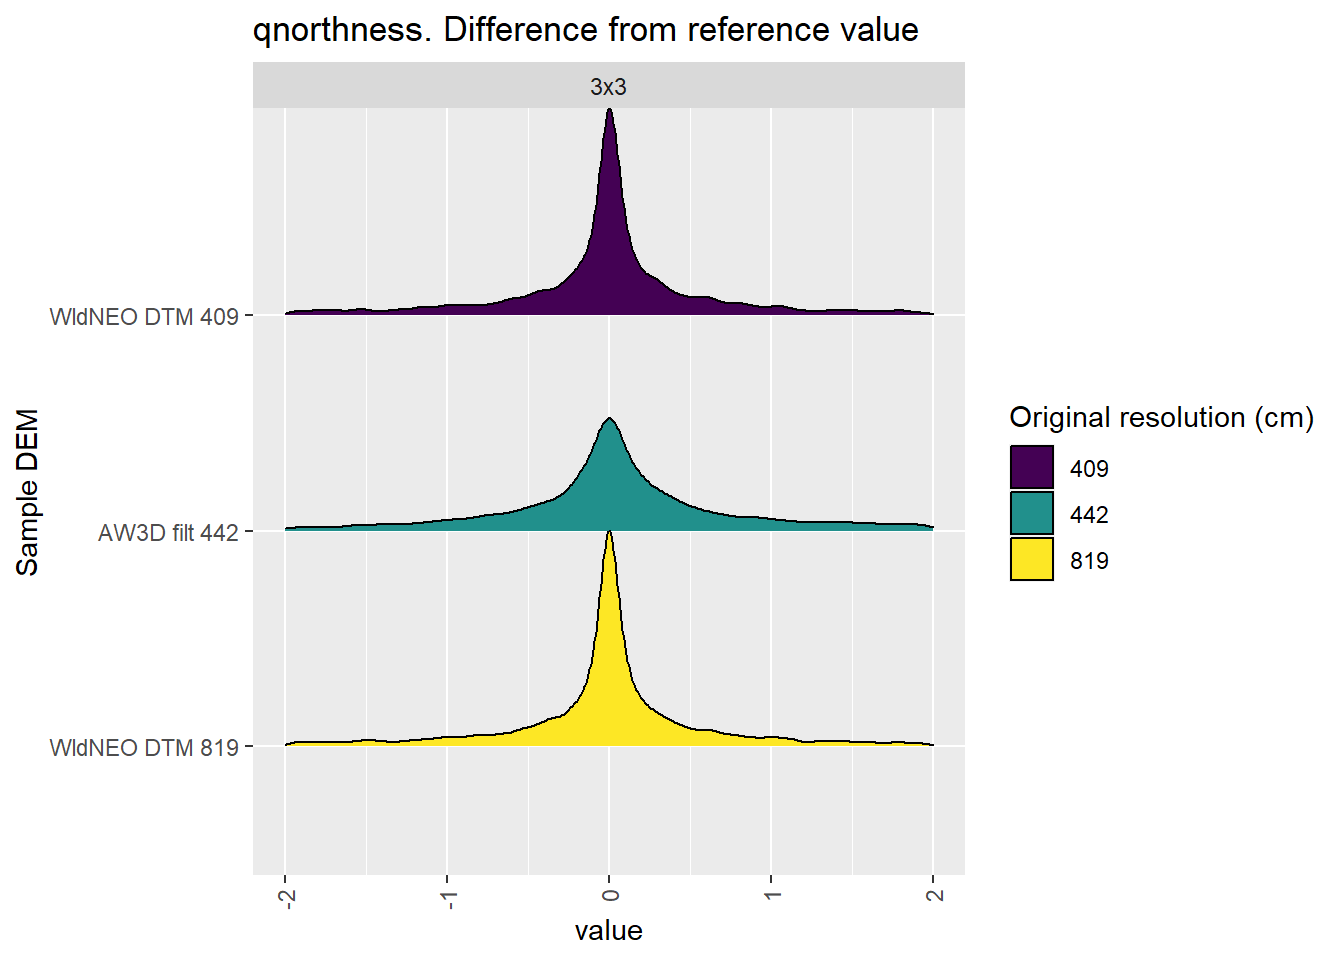 qnorthness. Difference from reference value
3x3
WldNEO DTM 409
AW3D filt 442
WldNEO DTM 819
Sample DEM
-2
-1
0
1
2
value
Original resolution (cm)
409
442
819